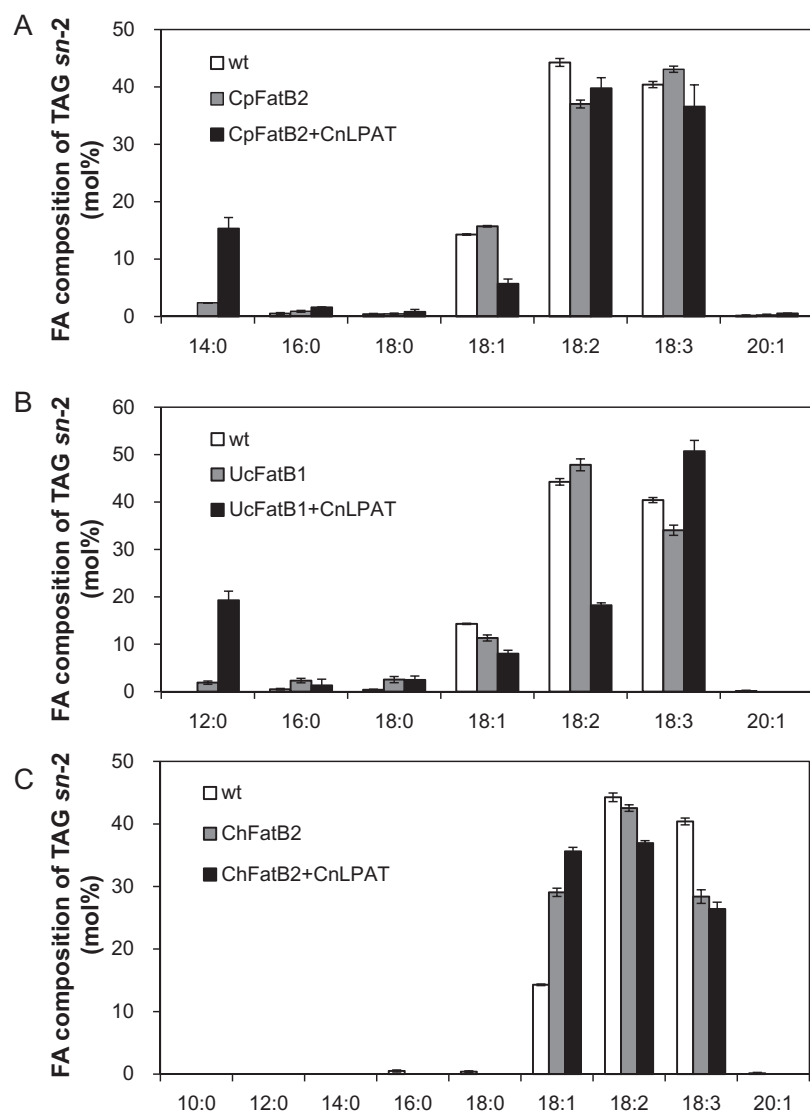 A
FA composition of TAG sn-2
(mol%)
50
40
30
20
10
0
wt
CpFatB2
CpFatB2+CnLPAT
14:0 16:0 18:0 18:1 18:2 18:3 20:1
B
FA composition of TAG sn-2
(mol%)
60
50
40
30
20
10
0
wt
UcFatB1
UcFatB1+CnLPAT
12:0 16:0 18:0 18:1 18:2 18:3 20:1
C
FA composition of TAG sn-2
(mol%)
50
40
30
20
10
0
wt
ChFatB2
ChFatB2+CnLPAT
10:0 12:0 14:0 16:0 18:0 18:1 18:2 18:3 20:1